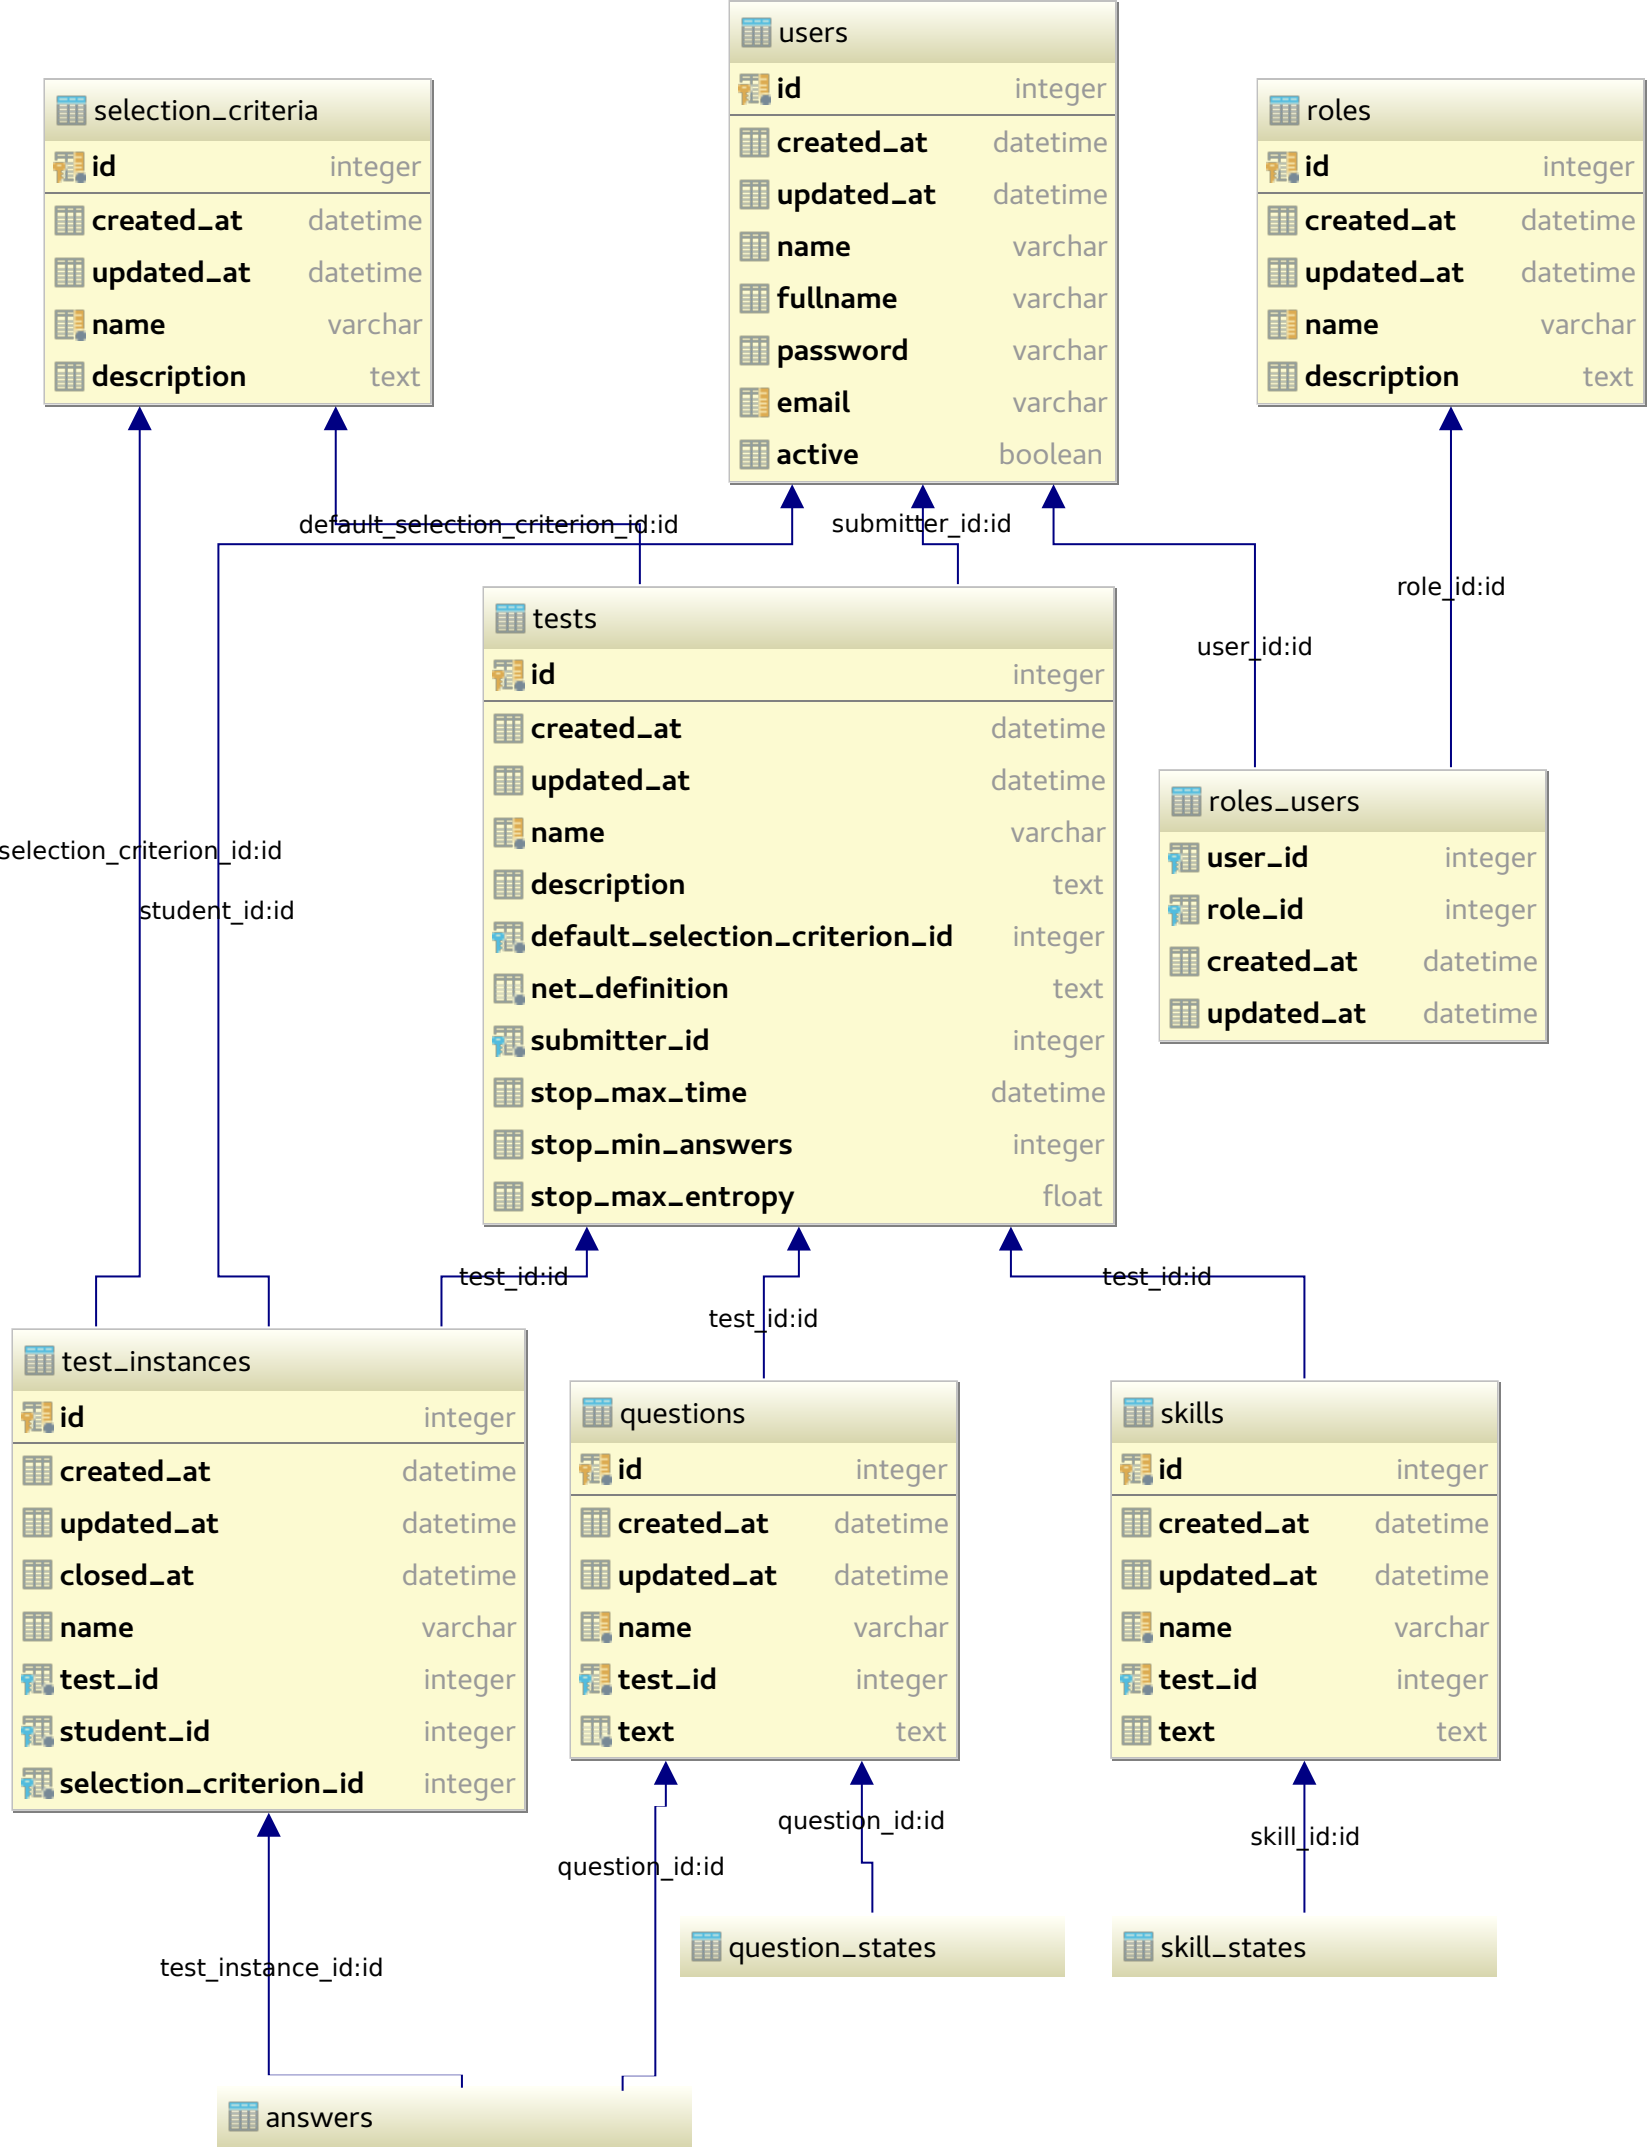 users
id integer
created_at datetime
updated_at datetime
name varchar
fullname varchar
password varchar
email varchar
active boolean
selection_criteria
id integer
created_at datetime
updated_at datetime
name varchar
description text
roles
id integer
created_at datetime
updated_at datetime
name varchar
description text
default_selection_criterion_id:id
submitter_id:id
role_id:id
user_id:id
tests
id integer
created_at datetime
updated_at datetime
name varchar
description text
default_selection_criterion_id integer
net_definition text
submitter_id integer
stop_max_time datetime
stop_min_answers integer
stop_max_entropy float
roles_users
user_id integer
role_id integer
created_at datetime
updated_at datetime
selection_criterion_id:id
student_id:id
test_id:id
test_id:id
test_id:id
test_instances
id integer
created_at datetime
updated_at datetime
closed_at datetime
name varchar
test_id integer
student_id integer
selection_criterion_id integer
questions
id integer
created_at datetime
updated_at datetime
name varchar
test_id integer
text text
skills
id integer
created_at datetime
updated_at datetime
name varchar
test_id integer
text text
question_id:id
question_id:id
skill_id:id
question_states
skill_states
test_instance_id:id
answers